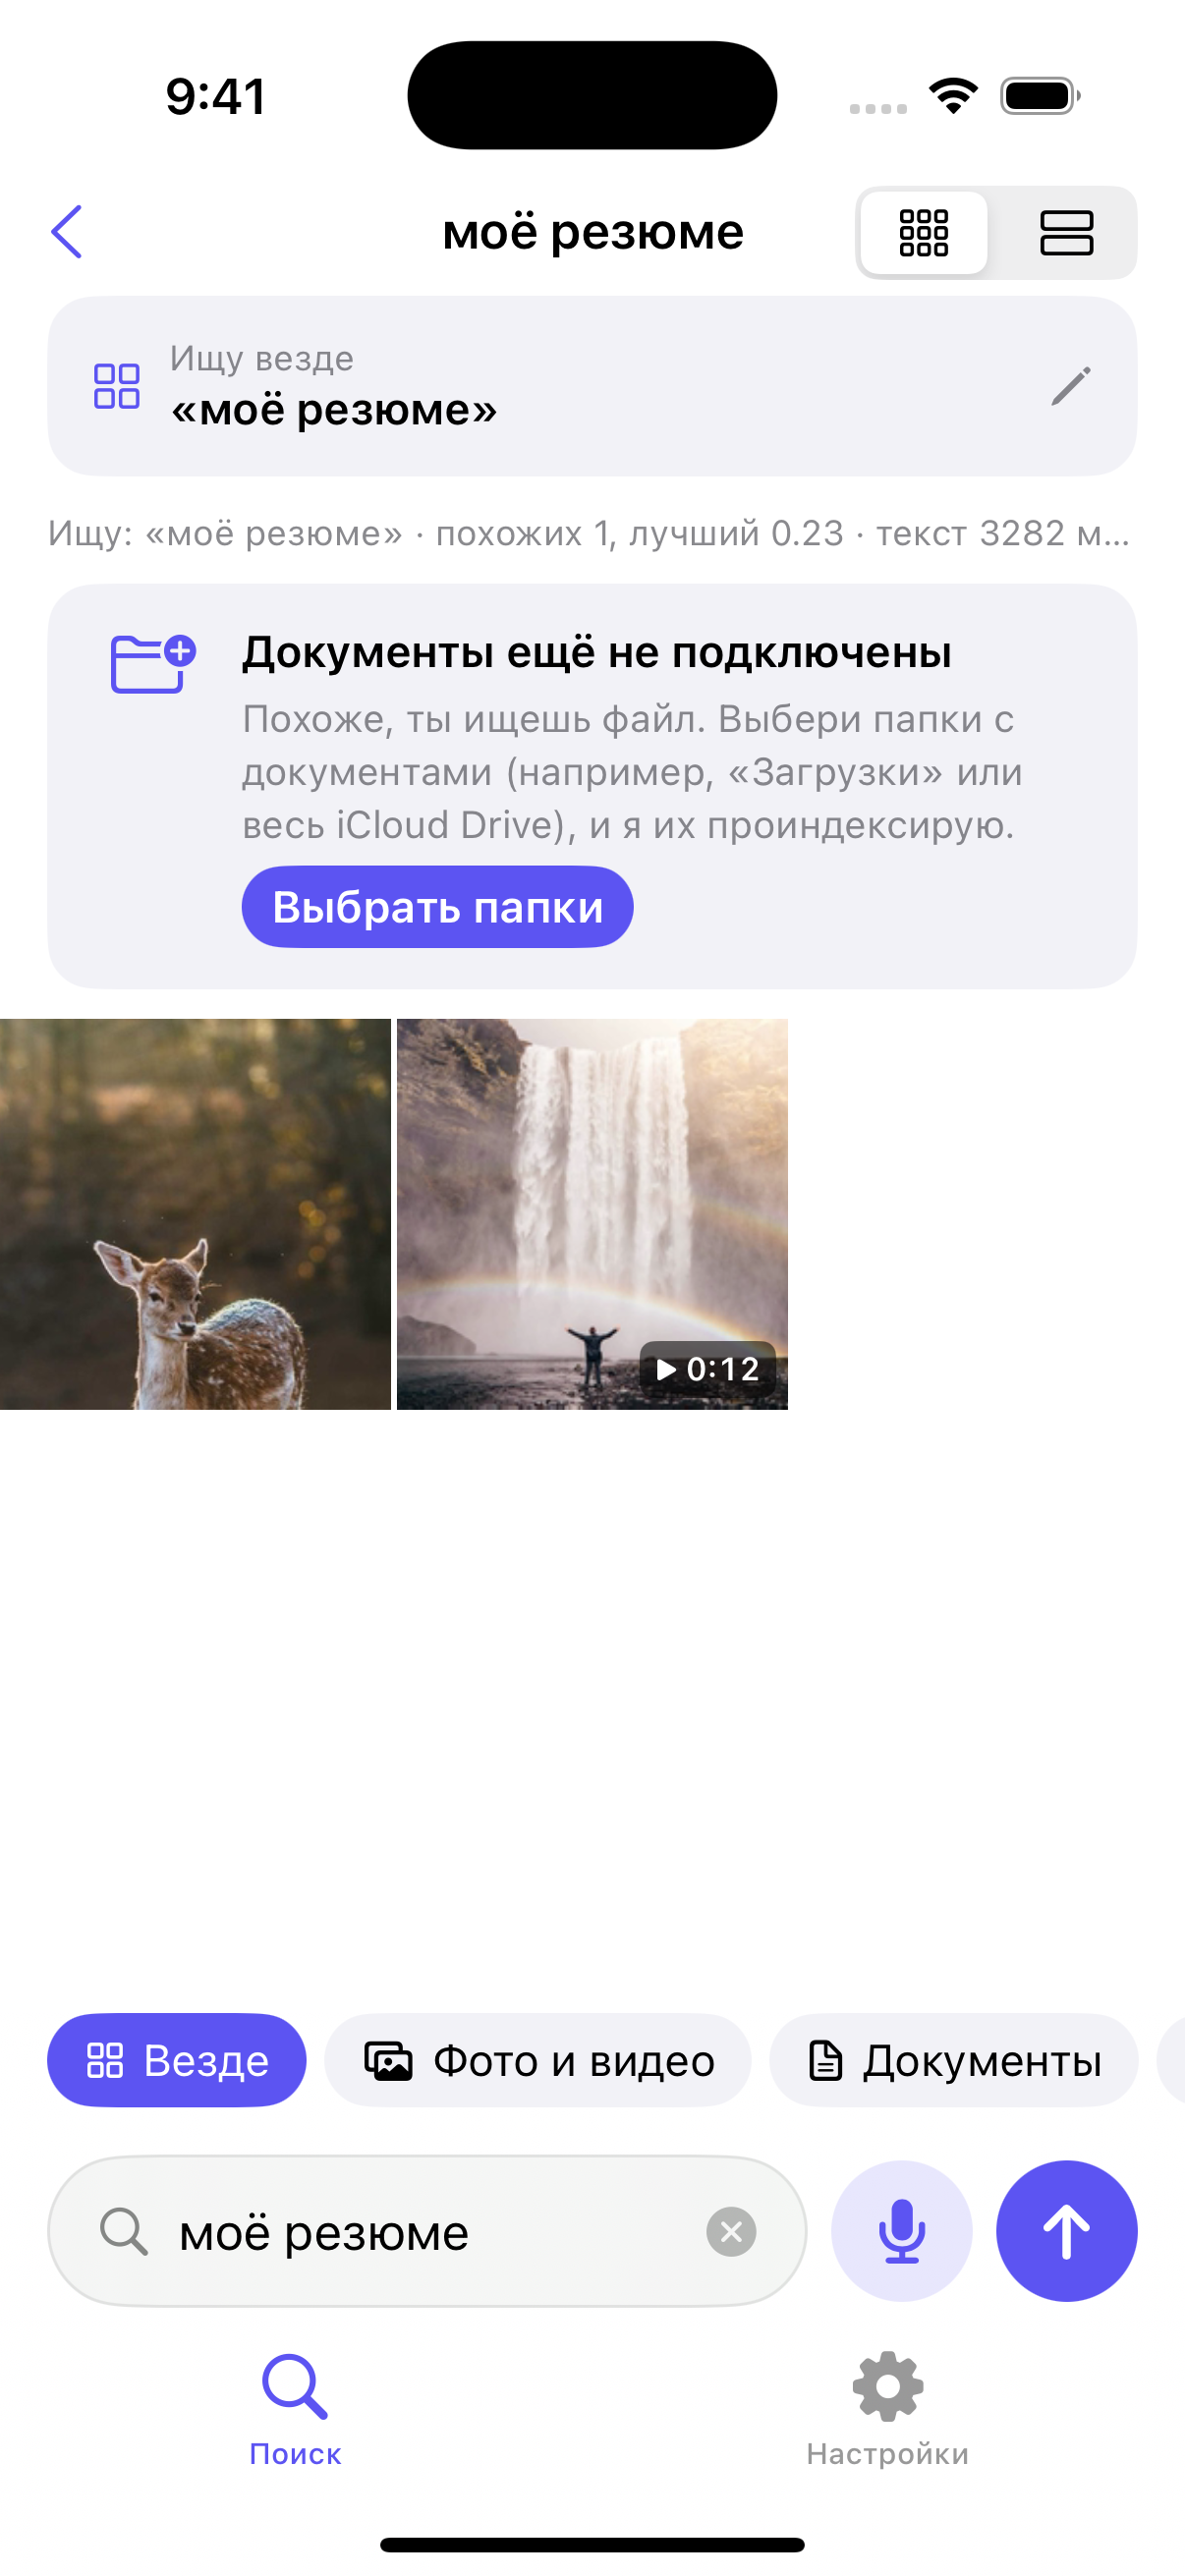 9:41
моё резюме
Ищу везде
«моё резюме»
Ищу: «моё резюме» · похожих 1, лучший 0.23 · текст 3282 м...
Документы ещё не подключены
Похоже, ты ищешь файл. Выбери папки с
документами (например, «Загрузки» или
весь iCloud Drive), и я их проиндексирую.
Выбрать папки
0:12
Везде
Фото и видео
Документы
моё резюме
Поиск
Настройки